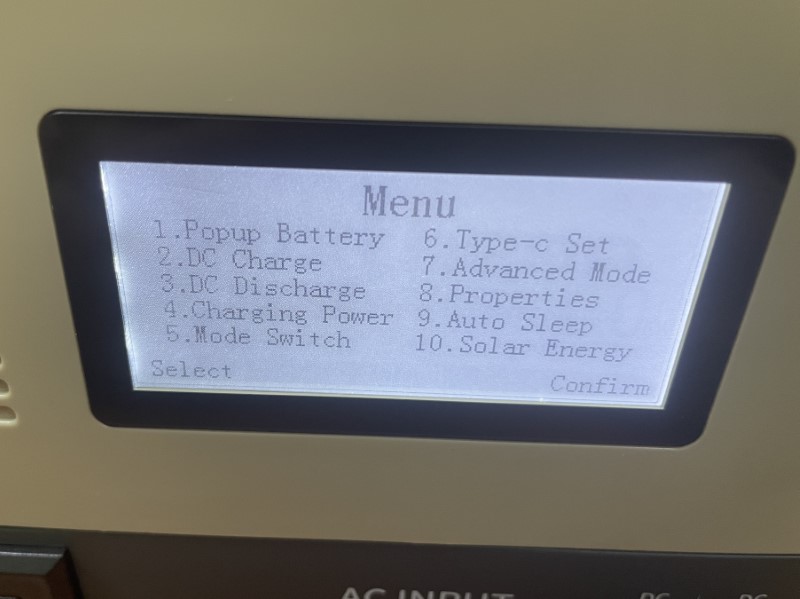 Menu
1.Popup Battery
2.DC Charge
3.DC Discharge
4.Charging Power
5.Mode Switch
6.Type-c Set
7.Advanced Mode
8.Properties
9.Auto Sleep
10.Solar Energy
Select
Confirm
AC INPUT